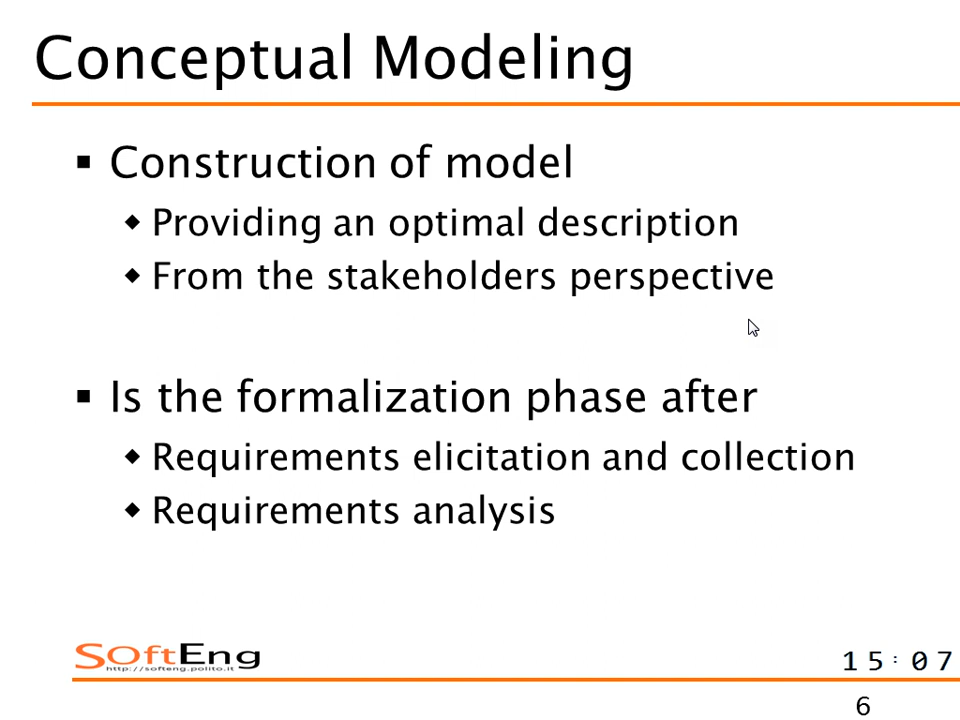 Conceptual Modeling
Construction of model
Providing an optimal description
From the stakeholders perspective
Is the formalization phase after
Requirements elicitation and collection
Requirements analysis
SOftEng
http://softeng.polito.it
15:07
6